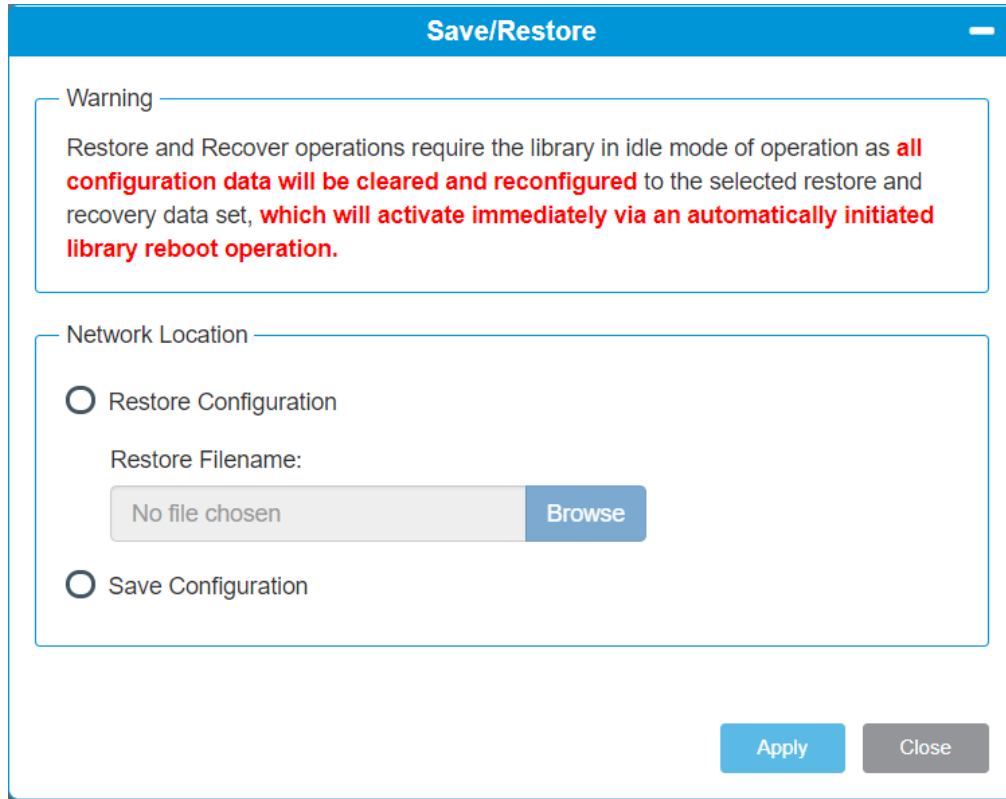 Save/Restore
Warning
Restore and Recover operations require the library in idle mode of operation as all
configuration data will be cleared and reconfigured to the selected restore and
recovery data set, which will activate immediately via an automatically initiated
library reboot operation.
Network Location
Restore Configuration
Restore Filename:
No file chosen Browse
Save Configuration
Apply Close